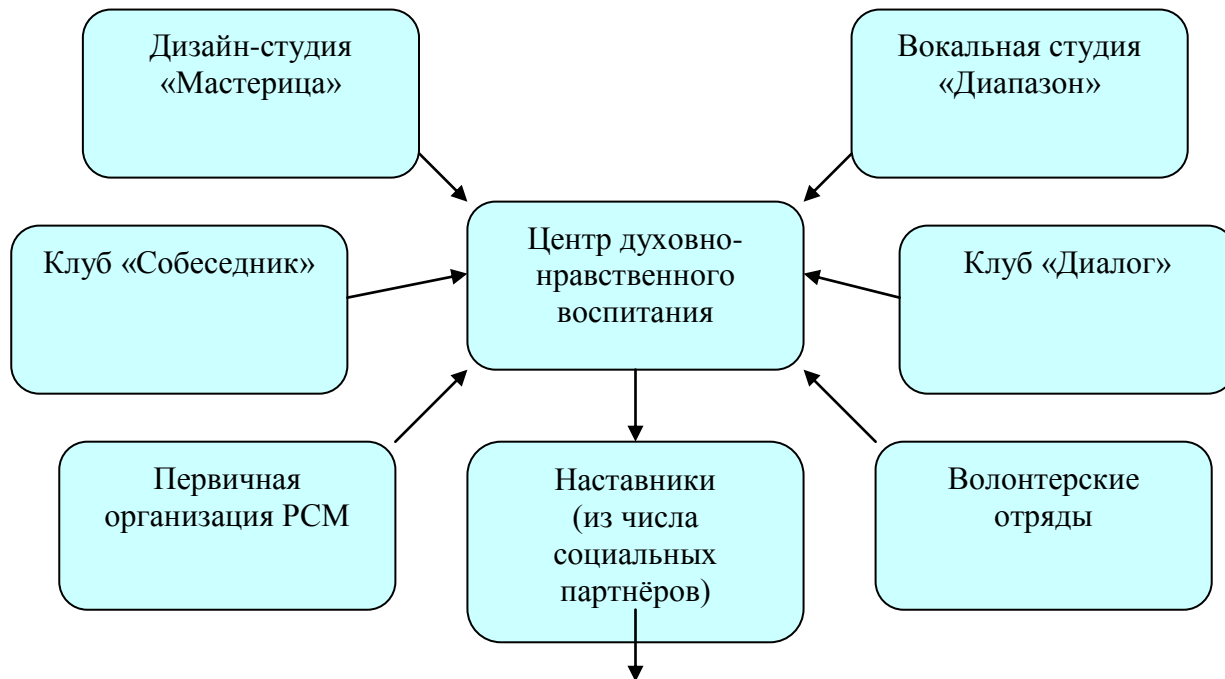 Дизайн-студия
«Мастерица»
Вокальная студия
«Диапазон»
Клуб «Собеседник»
Центр духовно-
нравственного
воспитания
Клуб «Диалог»
Первичная
организация РСМ
Наставники
(из числа
социальных
партнёров)
Волонтерские
отряды